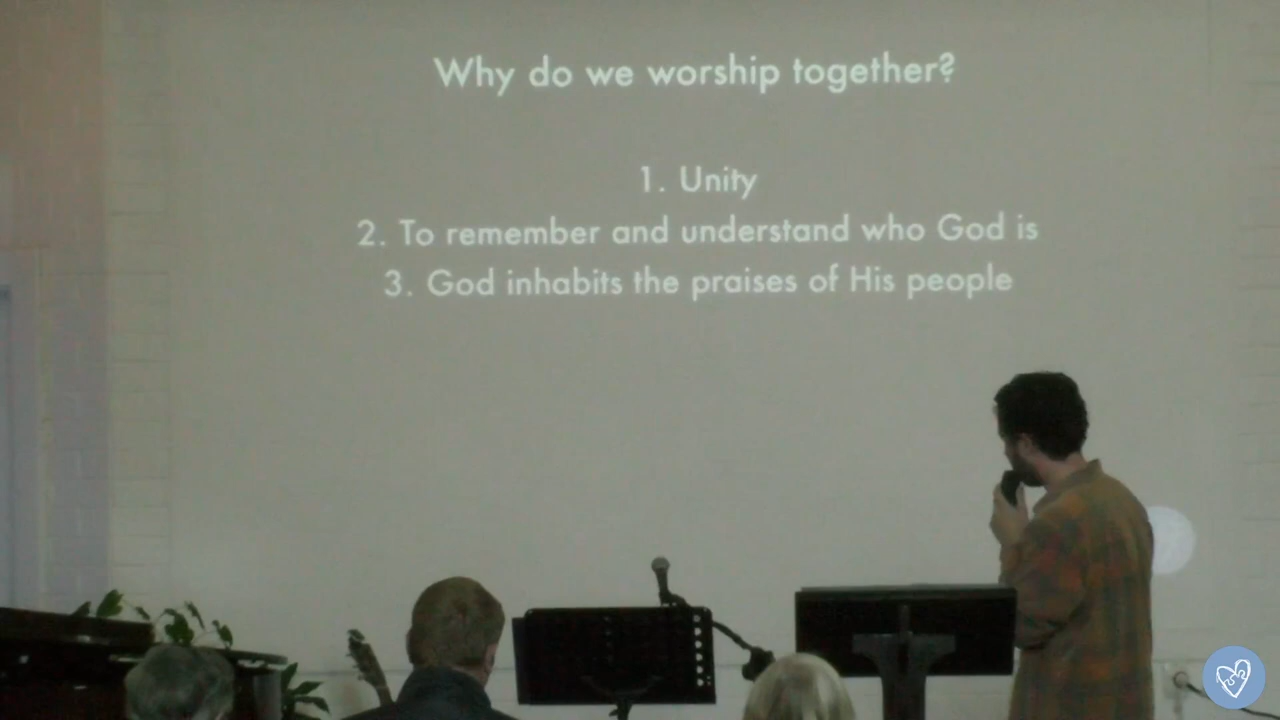 Why do we worship together?
1. Unity
2. To remember and understand who God is
3. God inhabits the praises of His people